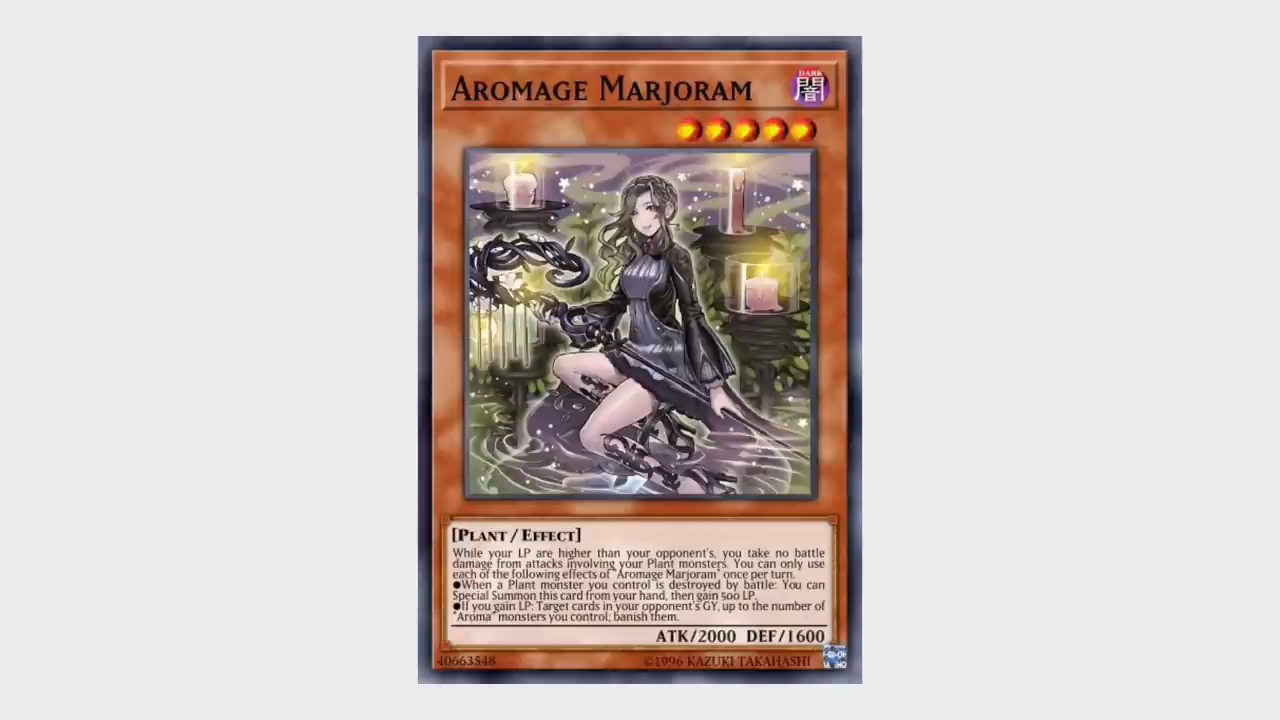 AROMAGE MARJORAM
DARK
闇
[PLANT / EFFECT]
While your LP are higher than your opponent's, you take no battle
damage from attacks involving your Plant monsters. You can only use
each of the following effects of "Aromage Marjoram" once per turn.
●When a Plant monster you control is destroyed by battle: You can
Special Summon this card from your hand, then gain 500 LP.
●If you gain LP: Target cards in your opponent's GY, up to the number of
"Aroma" monsters you control; banish them.
ATK/2000 DEF/1600
40663548
©1996 KAZUKI TAKAHASHI